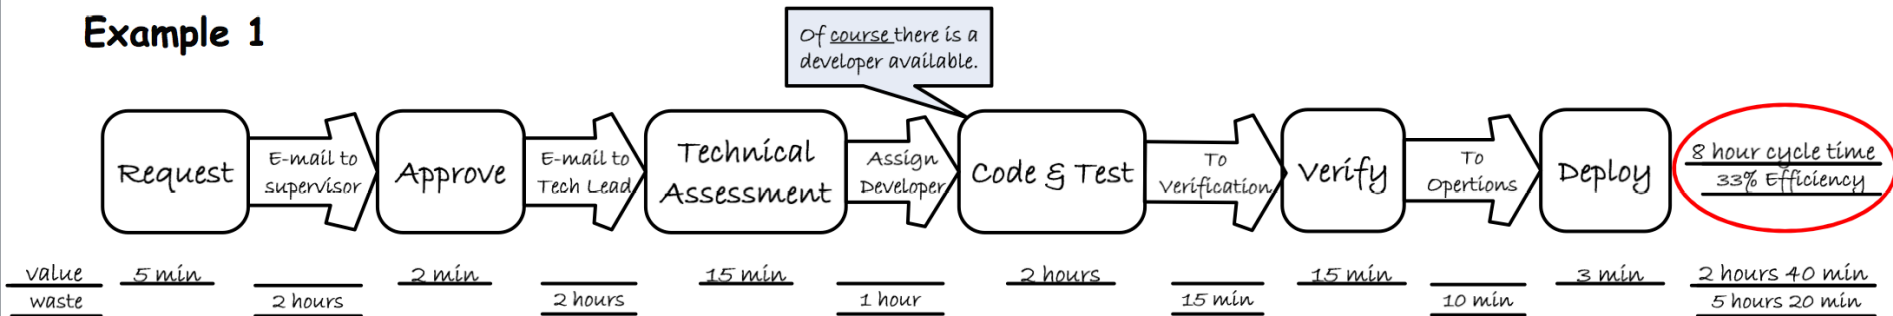 Example 1
Of course there is a
developer available.
Request
E-mail to
supervisor
Approve
E-mail to
Tech Lead
Technical
Assessment
Assign
Developer
Code & Test
To
Verification
Verify
To
Opertions
Deploy
8 hour cycle time
33% Efficiency
value
5 min
2 min
15 min
2 hours
15 min
3 min
2 hours 40 min
waste
2 hours
2 hours
1 hour
15 min
10 min
5 hours 20 min